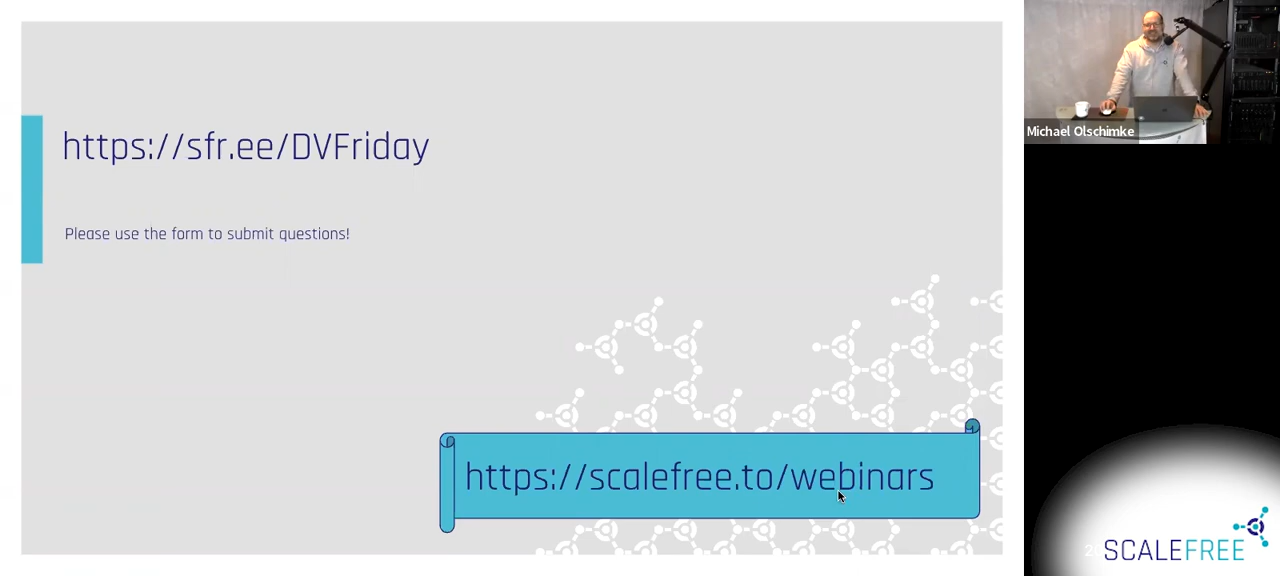 https://sfr.ee/DVFriday
Please use the form to submit questions!
https://scalefree.to/webinars
Michael Olschimke
SCALEFREE